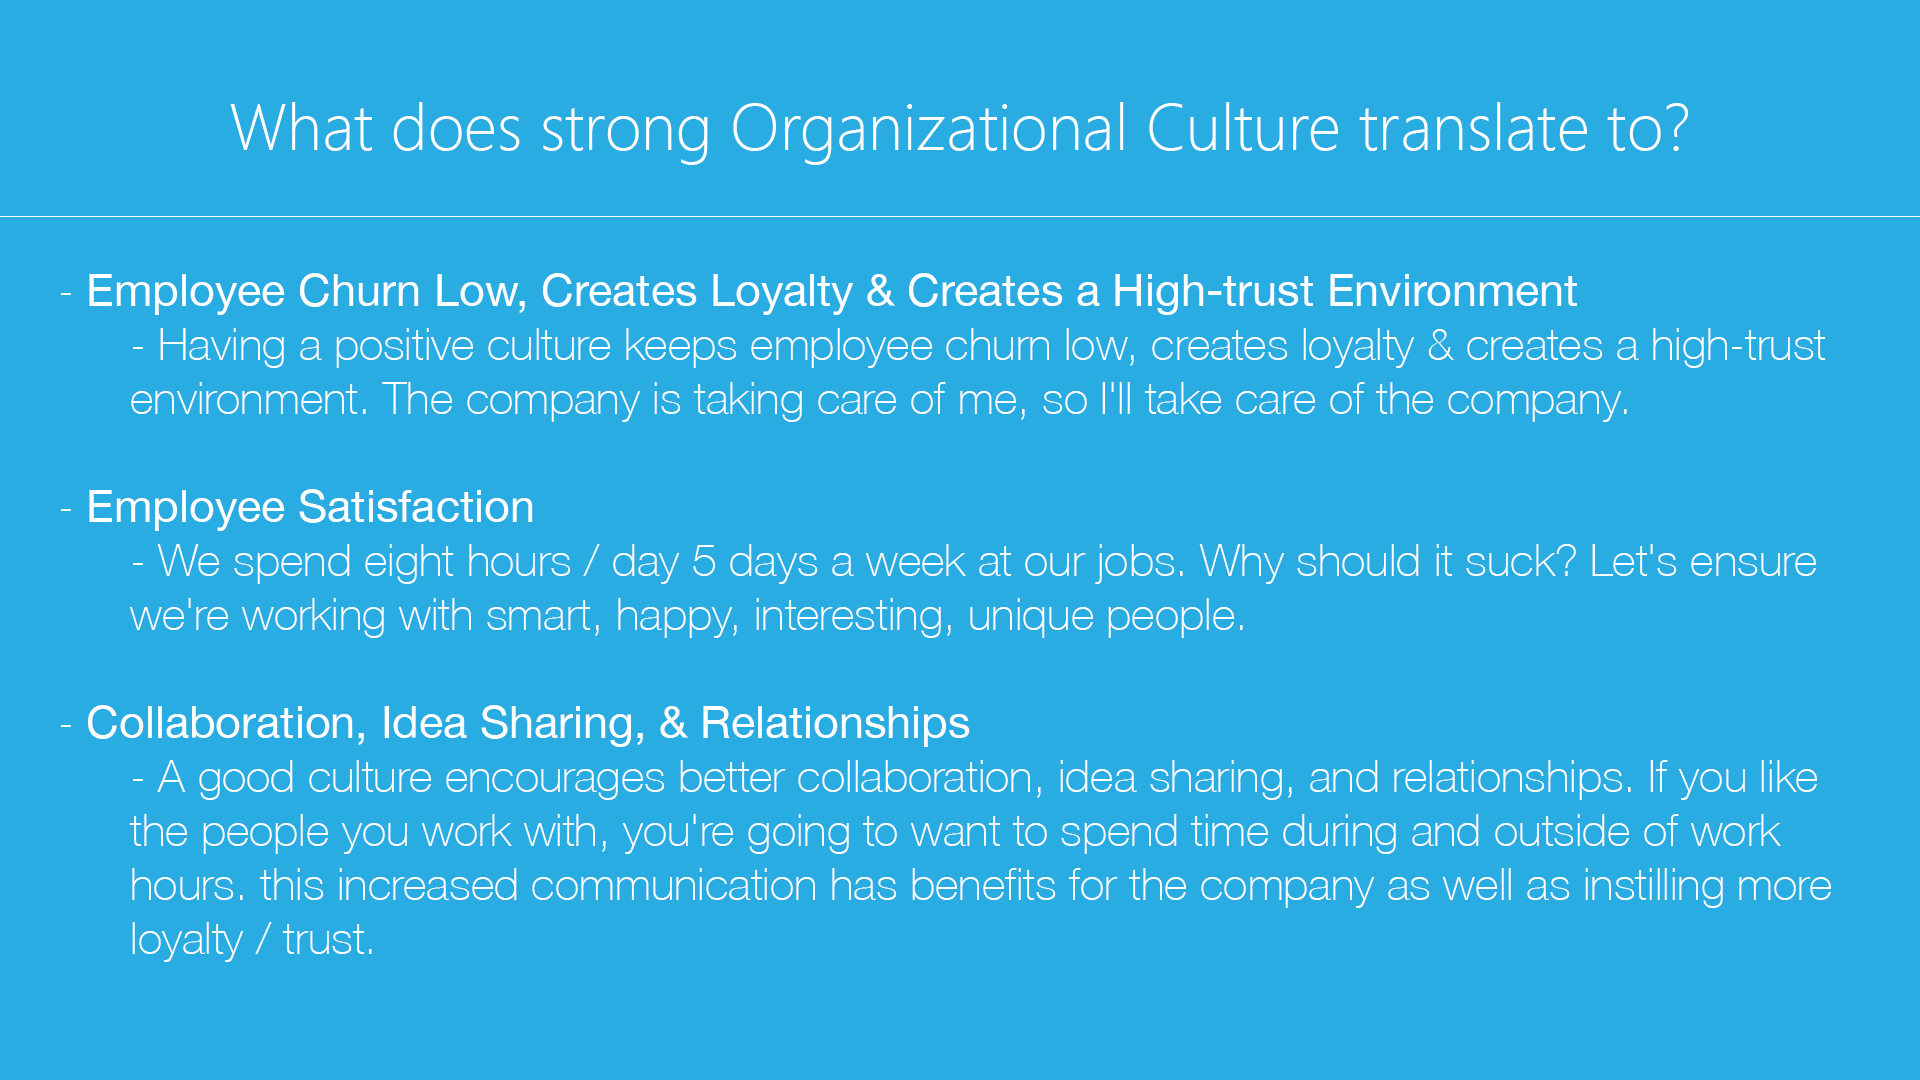 What does strong Organizational Culture translate to?
- Employee Churn Low, Creates Loyalty & Creates a High-trust Environment
- Having a positive culture keeps employee churn low, creates loyalty & creates a high-trust
environment. The company is taking care of me, so I'll take care of the company.
- Employee Satisfaction
- We spend eight hours / day 5 days a week at our jobs. Why should it suck? Let's ensure
we're working with smart, happy, interesting, unique people.
- Collaboration, Idea Sharing, & Relationships
- A good culture encourages better collaboration, idea sharing, and relationships. If you like
the people you work with, you're going to want to spend time during and outside of work
hours. this increased communication has benefits for the company as well as instilling more
loyalty / trust.